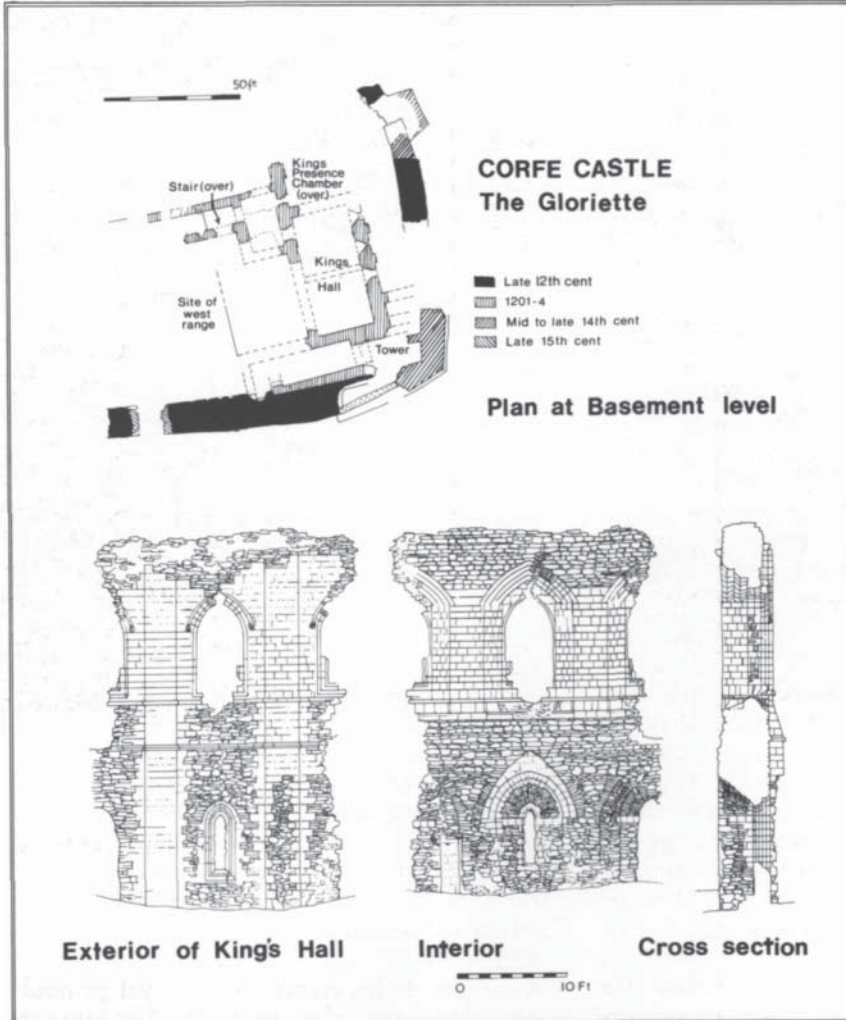 50ft
CORFE CASTLE
The Gloriette
Kings
Presence
Chamber
(over)
Stair(over)
Kings
Hall
Site of
west
range
Tower
Late 12th cent
1201-4
Mid to late 14th cent
Late 15th cent
Plan at Basement level
Exterior of King's Hall
Interior
Cross section
0 10 Ft